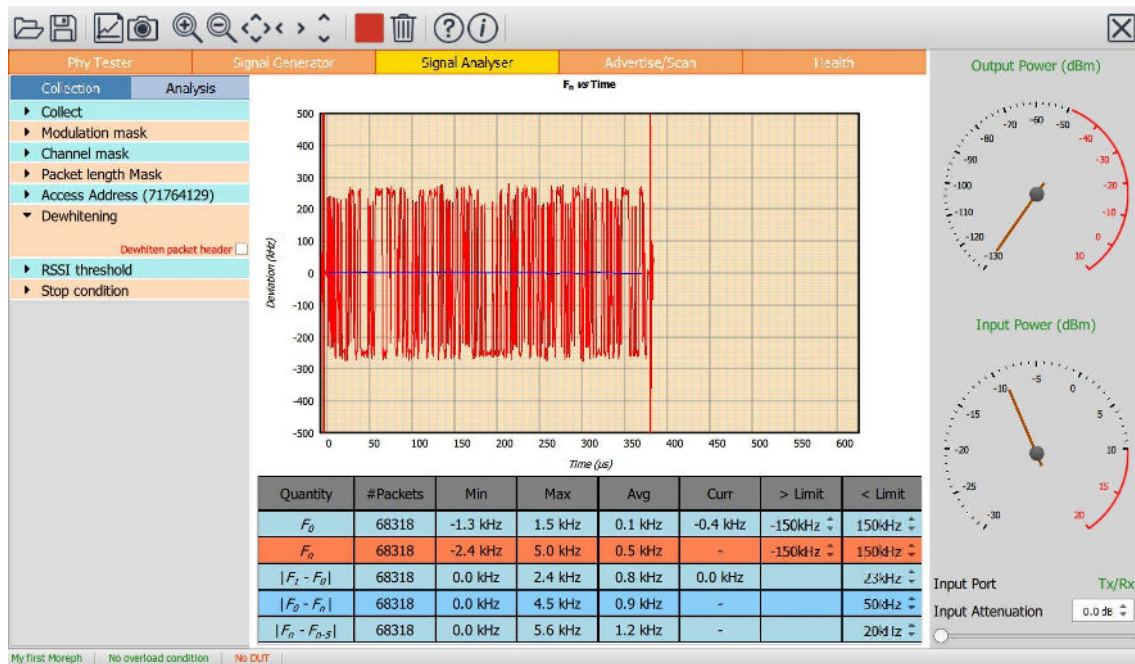 Phy Tester Signal Generator Signal Analyser Advertise/Scan Health
Collection Analysis
Collect
Modulation mask
Channel mask
Packet length Mask
Access Address (71764129)
Dewhitening
Dewhiten packet header
RSSI threshold
Stop condition
Fn vs Time
Deviation (kHz)
500
400
300
200
100
0
-100
-200
-300
-400
-500
0 50 100 150 200 250 300 350 400 450 500 550 600
Time (µs)
Quantity #Packets Min Max Avg Curr > Limit < Limit
F0 68318 -1.3 kHz 1.5 kHz 0.1 kHz -0.4 kHz -150kHz 150kHz
Fn 68318 -2.4 kHz 5.0 kHz 0.5 kHz - -150kHz 150kHz
|F1 - F0| 68318 0.0 kHz 2.4 kHz 0.8 kHz 0.0 kHz 23kHz
|F0 - Fn| 68318 0.0 kHz 4.5 kHz 0.9 kHz - 50kHz
|Fn - Fn-5| 68318 0.0 kHz 5.6 kHz 1.2 kHz - 20kHz
Output Power (dBm)
-130 -120 -110 -100 -90 -80 -70 -60 -50 -40 -30 -20 -10 0 10
Input Power (dBm)
-30 -25 -20 -15 -10 -5 0 5 10 15 20
Input Port Tx/Rx
Input Attenuation 0.0 dB
My first Moreph No overload condition No DUT